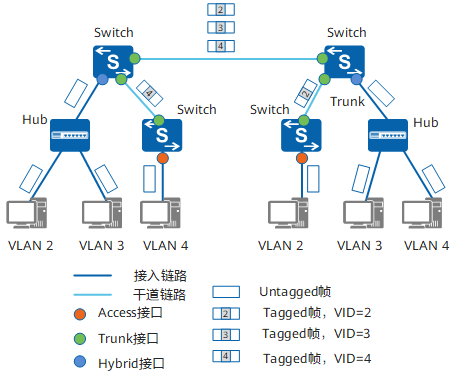 2
3
4
Switch
Switch
S
S
4
2
Trunk
Switch
Switch
Hub
Hub
S
S
VLAN 2
VLAN 3
VLAN 4
VLAN 2
VLAN 3
VLAN 4
接入链路
干道链路
Access接口
Trunk接口
Hybrid接口
Untagged帧
2 Tagged帧，VID=2
3 Tagged帧，VID=3
4 Tagged帧，VID=4